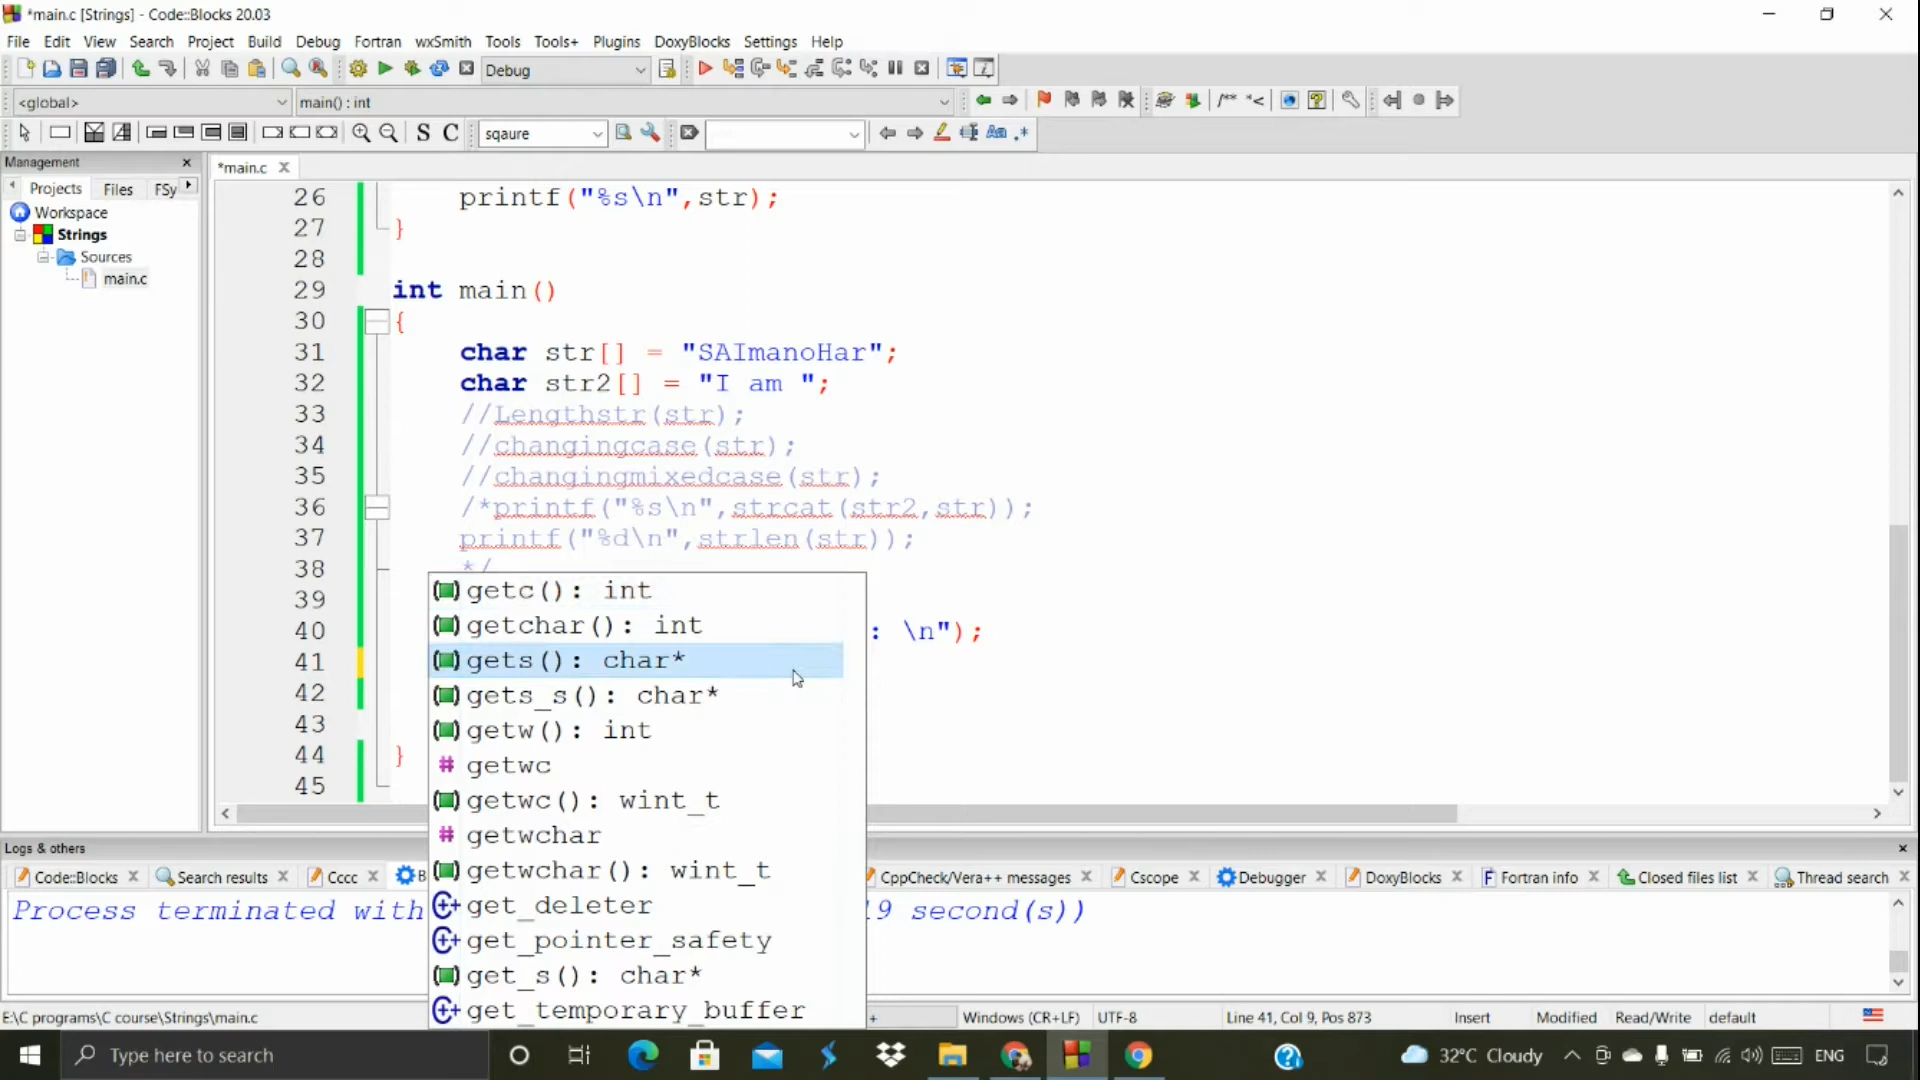 *main.c [Strings] - Code::Blocks 20.03
File Edit View Search Project Build Debug Fortran wxSmith Tools Tools+ Plugins DoxyBlocks Settings Help
Debug
<global> main() : int
/** *<
S C sqaure Aa .*
Management
*main.c
Projects Files FSy
Workspace
Strings
Sources
main.c
26 printf("%s\n",str);
27 }
28
29 int main()
30 {
31 char str[] = "SAImanoHar";
32 char str2[] = "I am ";
33 //Lengthstr(str);
34 //changingcase(str);
35 //changingmixedcase(str);
36 /*printf("%s\n",strcat(str2,str));
37 printf("%d\n",strlen(str));
38 */
39
40 : \n");
41
42
43
44 }
45
getc(): int
getchar(): int
gets(): char*
gets_s(): char*
getw(): int
# getwc
getwc(): wint_t
# getwchar
getwchar(): wint_t
get_deleter
get_pointer_safety
get_s(): char*
get_temporary_buffer
Logs & others
Code::Blocks Search results Cccc B CppCheck/Vera++ messages Cscope Debugger DoxyBlocks Fortran info Closed files list Thread search
Process terminated with 9 second(s))
E:\C programs\C course\Strings\main.c + Windows (CR+LF) UTF-8 Line 41, Col 9, Pos 873 Insert Modified Read/Write default
Type here to search 32°C Cloudy ENG